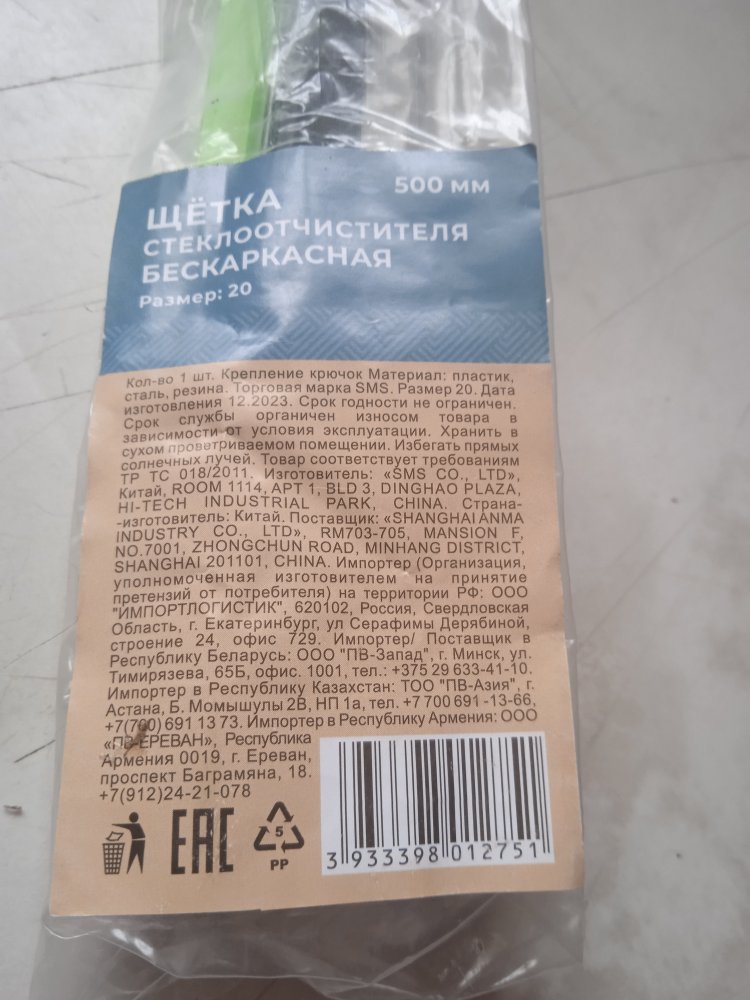 500 мм
ЩЁТКА
СТЕКЛООТЧИСТИТЕЛЯ
БЕСКАРКАСНАЯ
Размер: 20
Кол-во 1 шт. Крепление крючок Материал: пластик,
сталь, резина. Торговая марка SMS. Размер 20. Дата
изготовления 12.2023. Срок годности не ограничен.
Срок службы органичен износом товара в
зависимости от условия эксплуатации. Хранить в
сухом проветриваемом помещении. Избегать прямых
солнечных лучей. Товар соответствует требованиям
ТР ТС 018/2011. Изготовитель: «SMS CO., LTD»,
Китай, ROOM 1114, APT 1, BLD 3, DINGHAO PLAZA,
HI-TECH INDUSTRIAL PARK, CHINA. Страна-
-изготовитель: Китай. Поставщик: «SHANGHAI ANMA
INDUSTRY CO., LTD», RM703-705, MANSION F,
NO.7001, ZHONGCHUN ROAD, MINHANG DISTRICT,
SHANGHAI 201101, CHINA. Импортер (Организация,
уполномоченная изготовителем на принятие
претензий от потребителя) на территории РФ: ООО
"ИМПОРТЛОГИСТИК", 620102, Россия, Свердловская
Область, г. Екатеринбург, ул Серафимы Дерябиной,
строение 24, офис 729. Импортер/ Поставщик в
Республику Беларусь: ООО "ПВ-Запад", г. Минск, ул.
Тимирязева, 65Б, офис. 1001, тел.: +375 29 633-41-10.
Импортер в Республику Казахстан: ТОО "ПВ-Азия", г.
Астана, Б. Момышулы 2В, НП 1а, тел. +7 700 691 -13-66,
+7(700) 691 13 73. Импортер в Республику Армения: ООО
«ПВ-ЕРЕВАН», Республика
Армения 0019, г. Ереван,
проспект Баграмяна, 18.
+7(912)24-21-078
EAC
5
PP
3 933398 012751